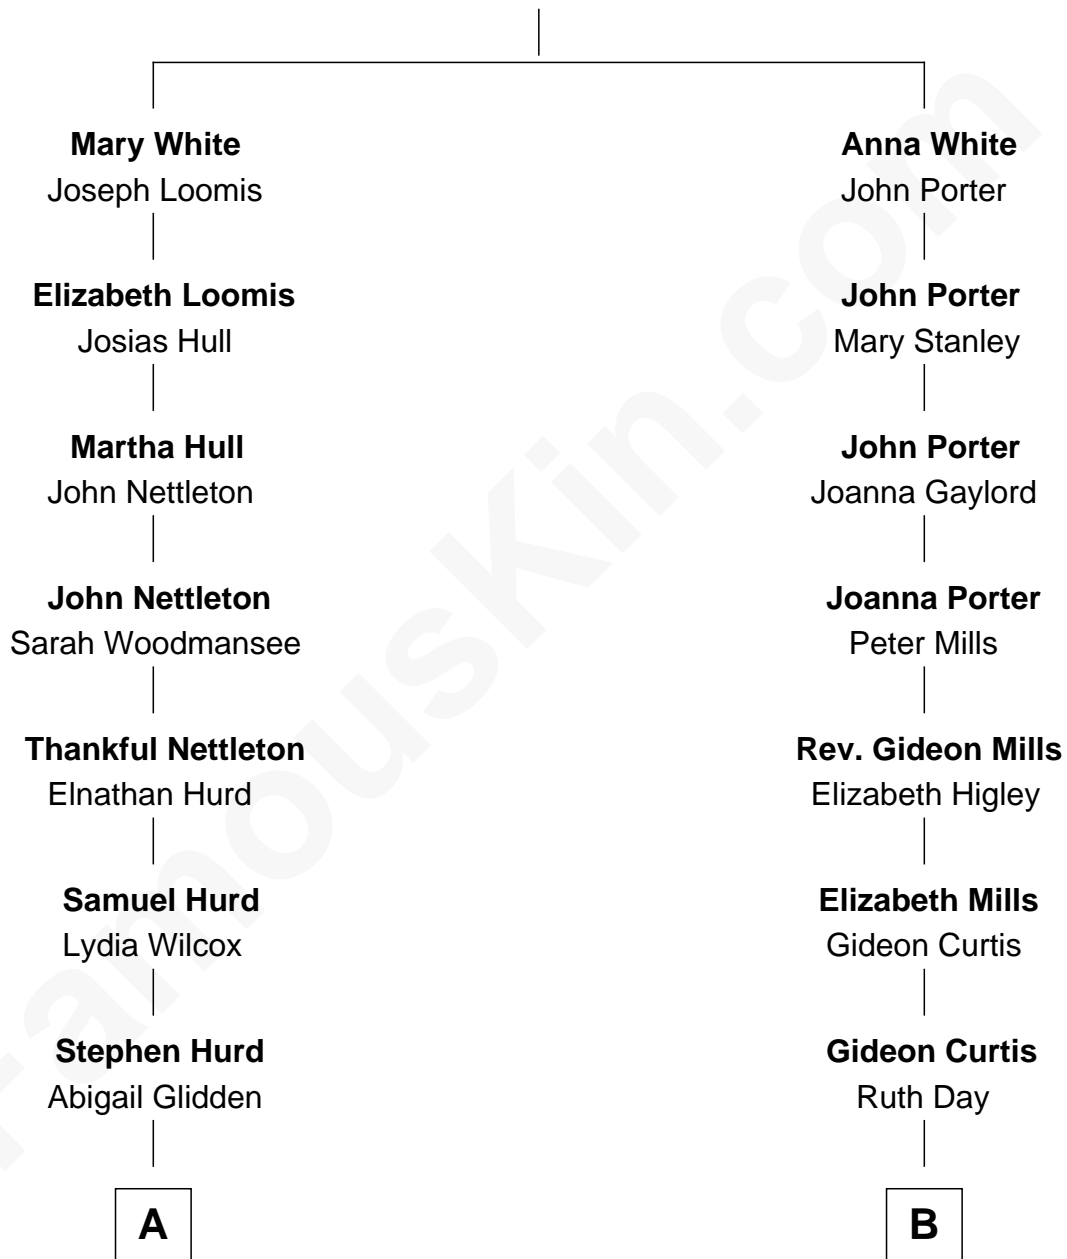 Mary White
Joseph Loomis
Elizabeth Loomis
Josias Hull
Martha Hull
John Nettleton
John Nettleton
Sarah Woodmansee
Thankful Nettleton
Elnathan Hurd
Samuel Hurd
Lydia Wilcox
Stephen Hurd
Abigail Glidden
A
Anna White
John Porter
John Porter
Mary Stanley
John Porter
Joanna Gaylord
Joanna Porter
Peter Mills
Rev. Gideon Mills
Elizabeth Higley
Elizabeth Mills
Gideon Curtis
Gideon Curtis
Ruth Day
B
FamousKin.com